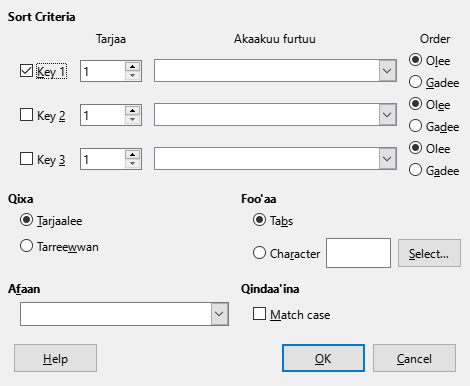 Sort Criteria
Tarjaa Akaakuu furtuu Order
Key 1 1 Olee
Gadee
Key 2 1 Olee
Gadee
Key 3 1 Olee
Gadee
Qixa Foo'aa
Tarjaalee Tabs
Tarreewwan Character Select...
Afaan Qindaa'ina
Match case
Help OK Cancel